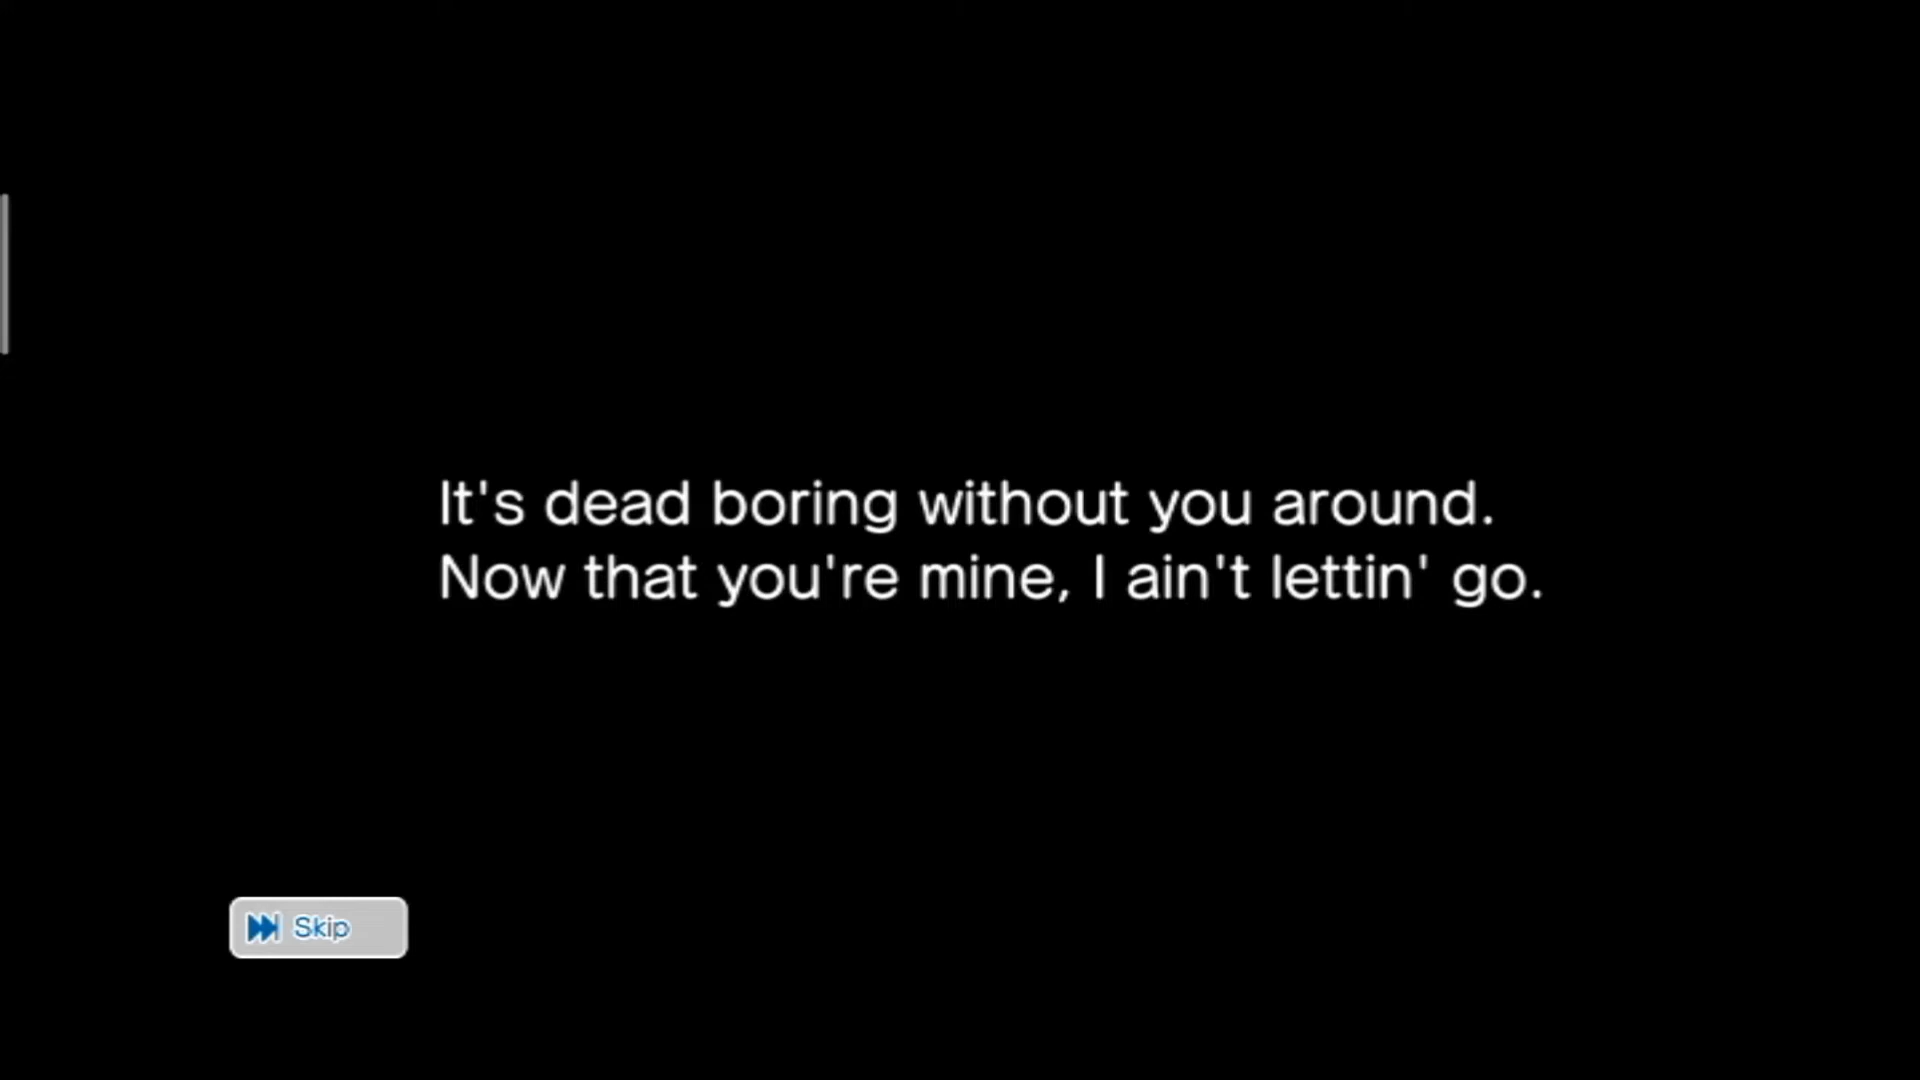 It's dead boring without you around.
Now that you're mine, I ain't lettin' go.
Skip